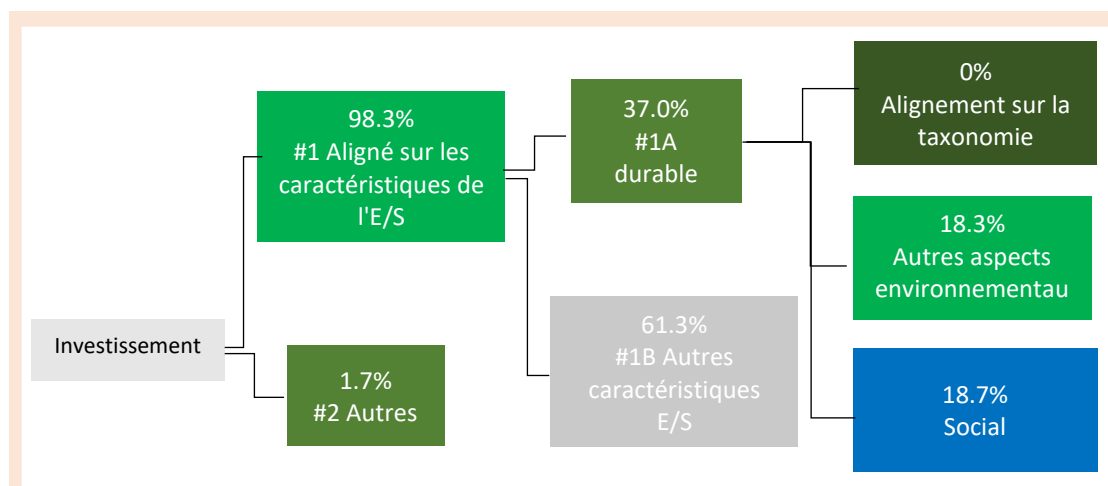 Investissement
98.3%
#1 Aligné sur les
caractéristiques de
l'E/S
1.7%
#2 Autres
37.0%
#1A
durable
61.3%
#1B Autres
caractéristiques
E/S
0%
Alignement sur la
taxonomie
18.3%
Autres aspects
environnementau
18.7%
Social